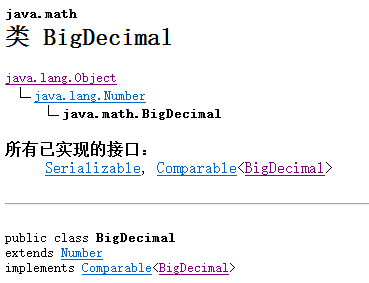 java.math
类 BigDecimal
java.lang.Object
java.lang.Number
java.math.BigDecimal
所有已实现的接口：
Serializable, Comparable<BigDecimal>
public class BigDecimal
extends Number
implements Comparable<BigDecimal>